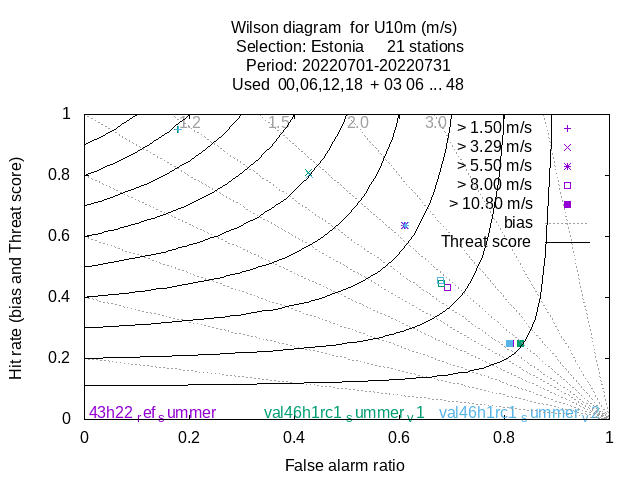 Wilson diagram  for U10m (m/s)
Selection: Estonia     21 stations
Period: 20220701-20220731
Used  00,06,12,18  + 03 06 ... 48
1.2
1.5
2.0
3.0
> 1.50 m/s
> 3.29 m/s
> 5.50 m/s
> 8.00 m/s
> 10.80 m/s
bias
Threat score
Hit rate (bias and Threat score)
1
0.8
0.6
0.4
0.2
0
43h22refsummer
val46h1rc1summerv1
val46h1rc1summerv2
0
0.2
0.4
0.6
0.8
1
False alarm ratio